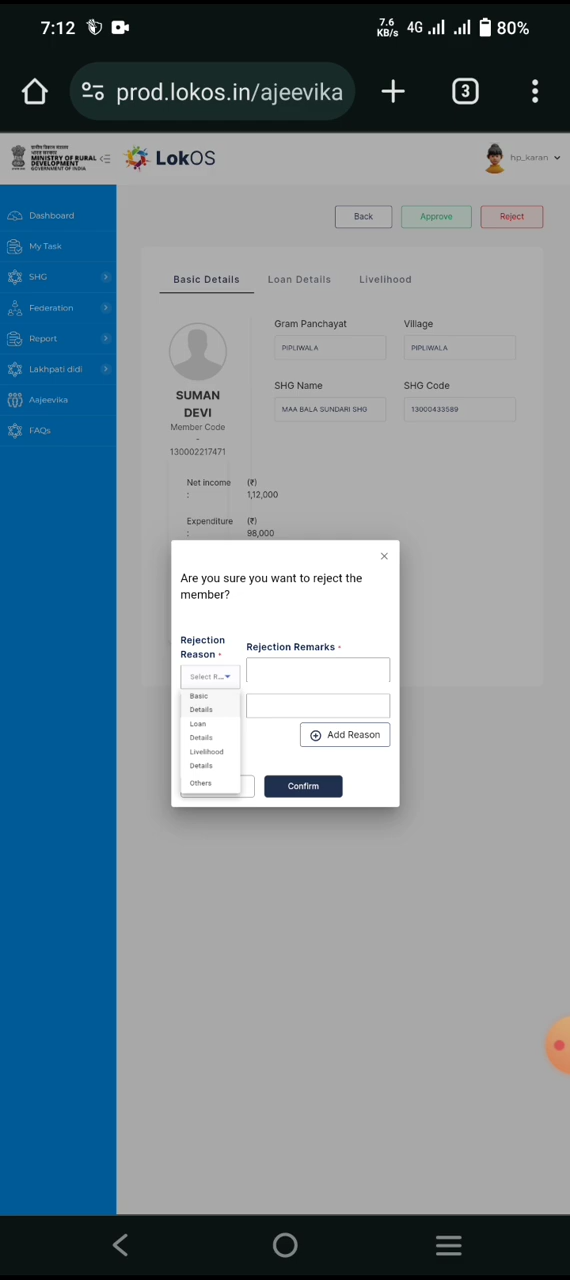 7:12
7.6
KB/s
4G
80%
prod.lokos.in/ajeevika
3
ग्रामीण विकास मंत्रालय
भारत सरकार
MINISTRY OF RURAL
DEVELOPMENT
GOVERNMENT OF INDIA
LokOS
hp_karan
Dashboard
My Task
SHG
Federation
Report
Lakhpati didi
Aajeevika
FAQs
Back
Approve
Reject
Basic Details
Loan Details
Livelihood
Gram Panchayat
Village
PIPLIWALA
PIPLIWALA
SHG Name
SHG Code
MAA BALA SUNDARI SHG
13000433589
SUMAN
DEVI
Member Code
-
130002217471
Net income
:
(₹)
1,12,000
Expenditure
:
(₹)
98,000
Are you sure you want to reject the
member?
Rejection
Reason *
Rejection Remarks *
Select R...
Basic
Details
Loan
Details
Livelihood
Details
Others
Add Reason
Confirm